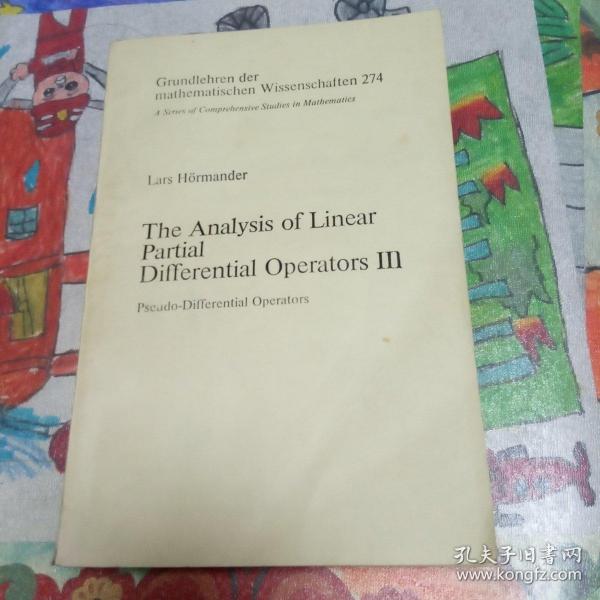 Grundlehren der
mathematischen Wissenschaften 274
A Series of Comprehensive Studies in Mathematics
Lars Hörmander
The Analysis of Linear
Partial
Differential Operators III
Pseudo-Differential Operators
孔夫子旧书网
www.kongfz.com